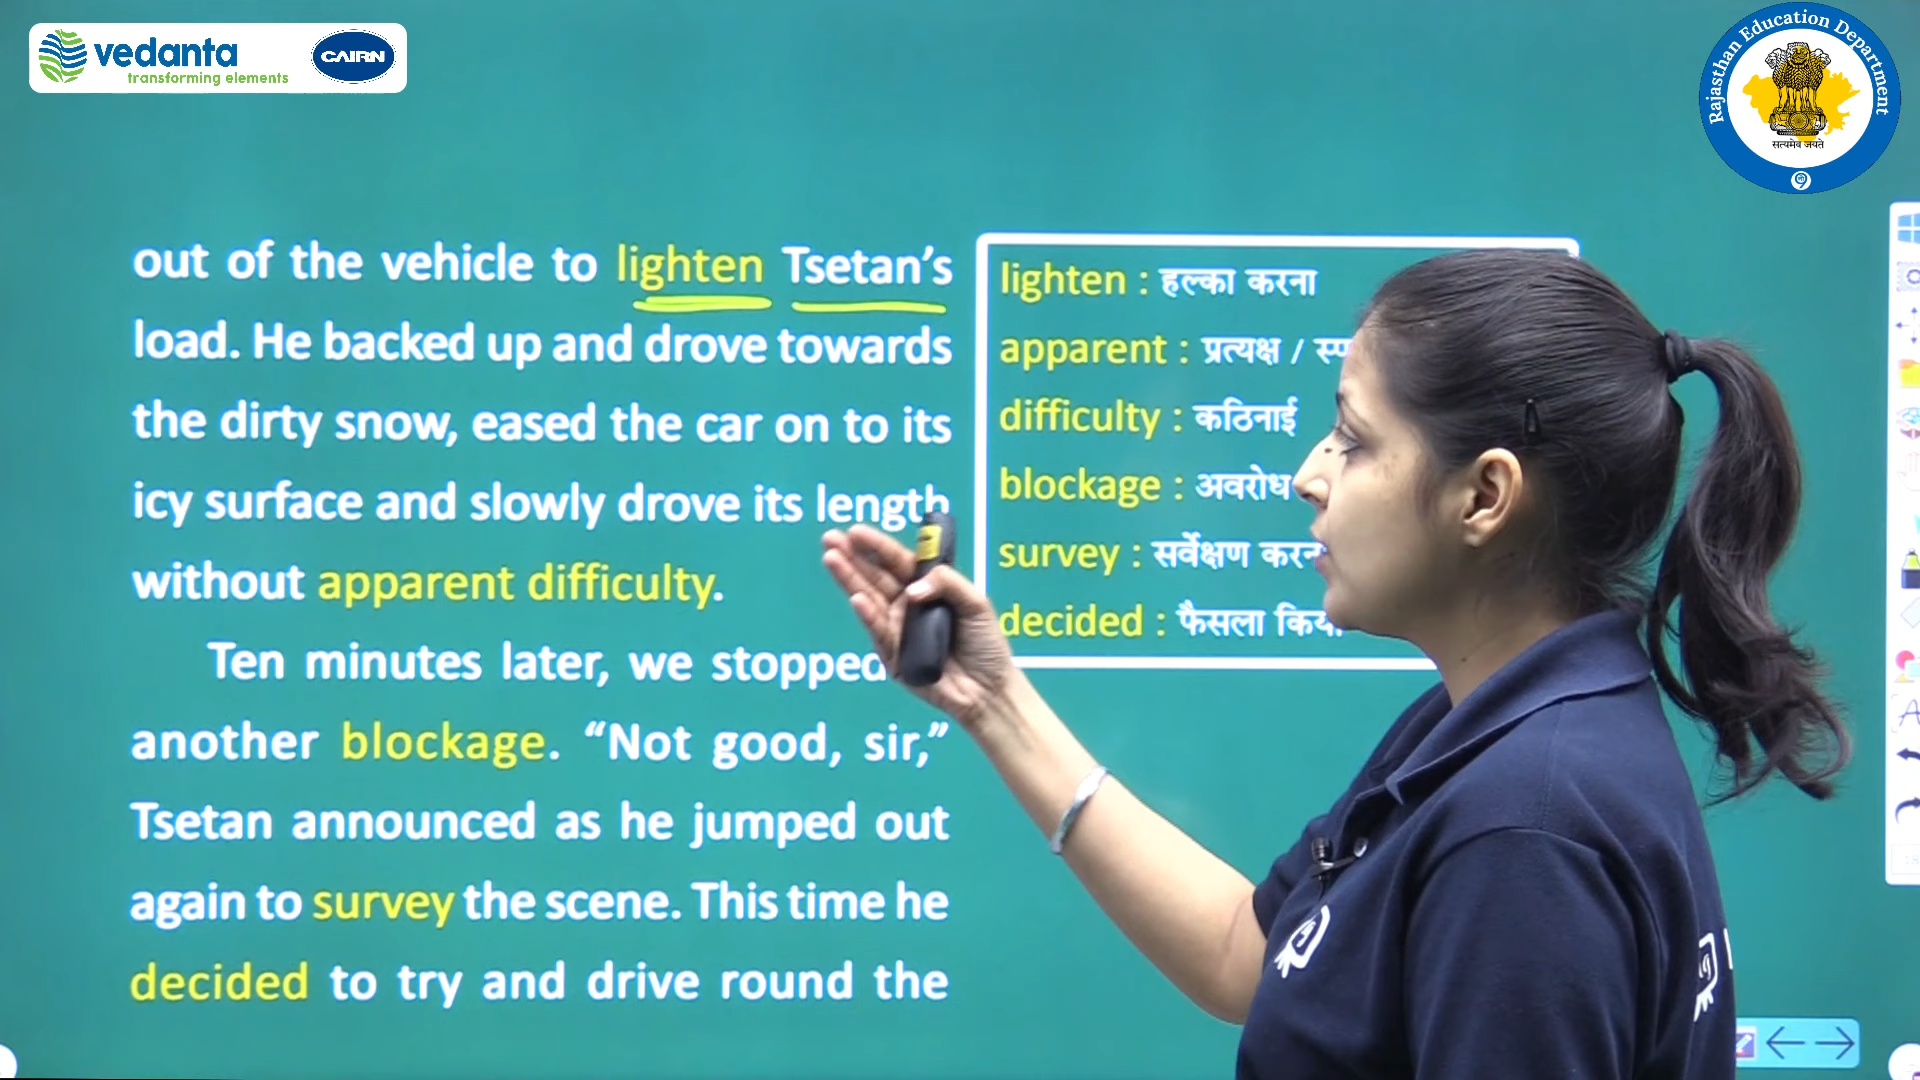 vedanta
transforming elements
CAIRN
Rajasthan Education Department
सत्यमेव जयते
out of the vehicle to lighten Tsetan's
load. He backed up and drove towards
the dirty snow, eased the car on to its
icy surface and slowly drove its length
without apparent difficulty.
Ten minutes later, we stopped
another blockage. “Not good, sir,”
Tsetan announced as he jumped out
again to survey the scene. This time he
decided to try and drive round the
lighten : हल्का करना
apparent : प्रत्यक्ष /
difficulty : कठिनाई
blockage : अवरोध
survey : सर्वेक्षण
decided : फैसला